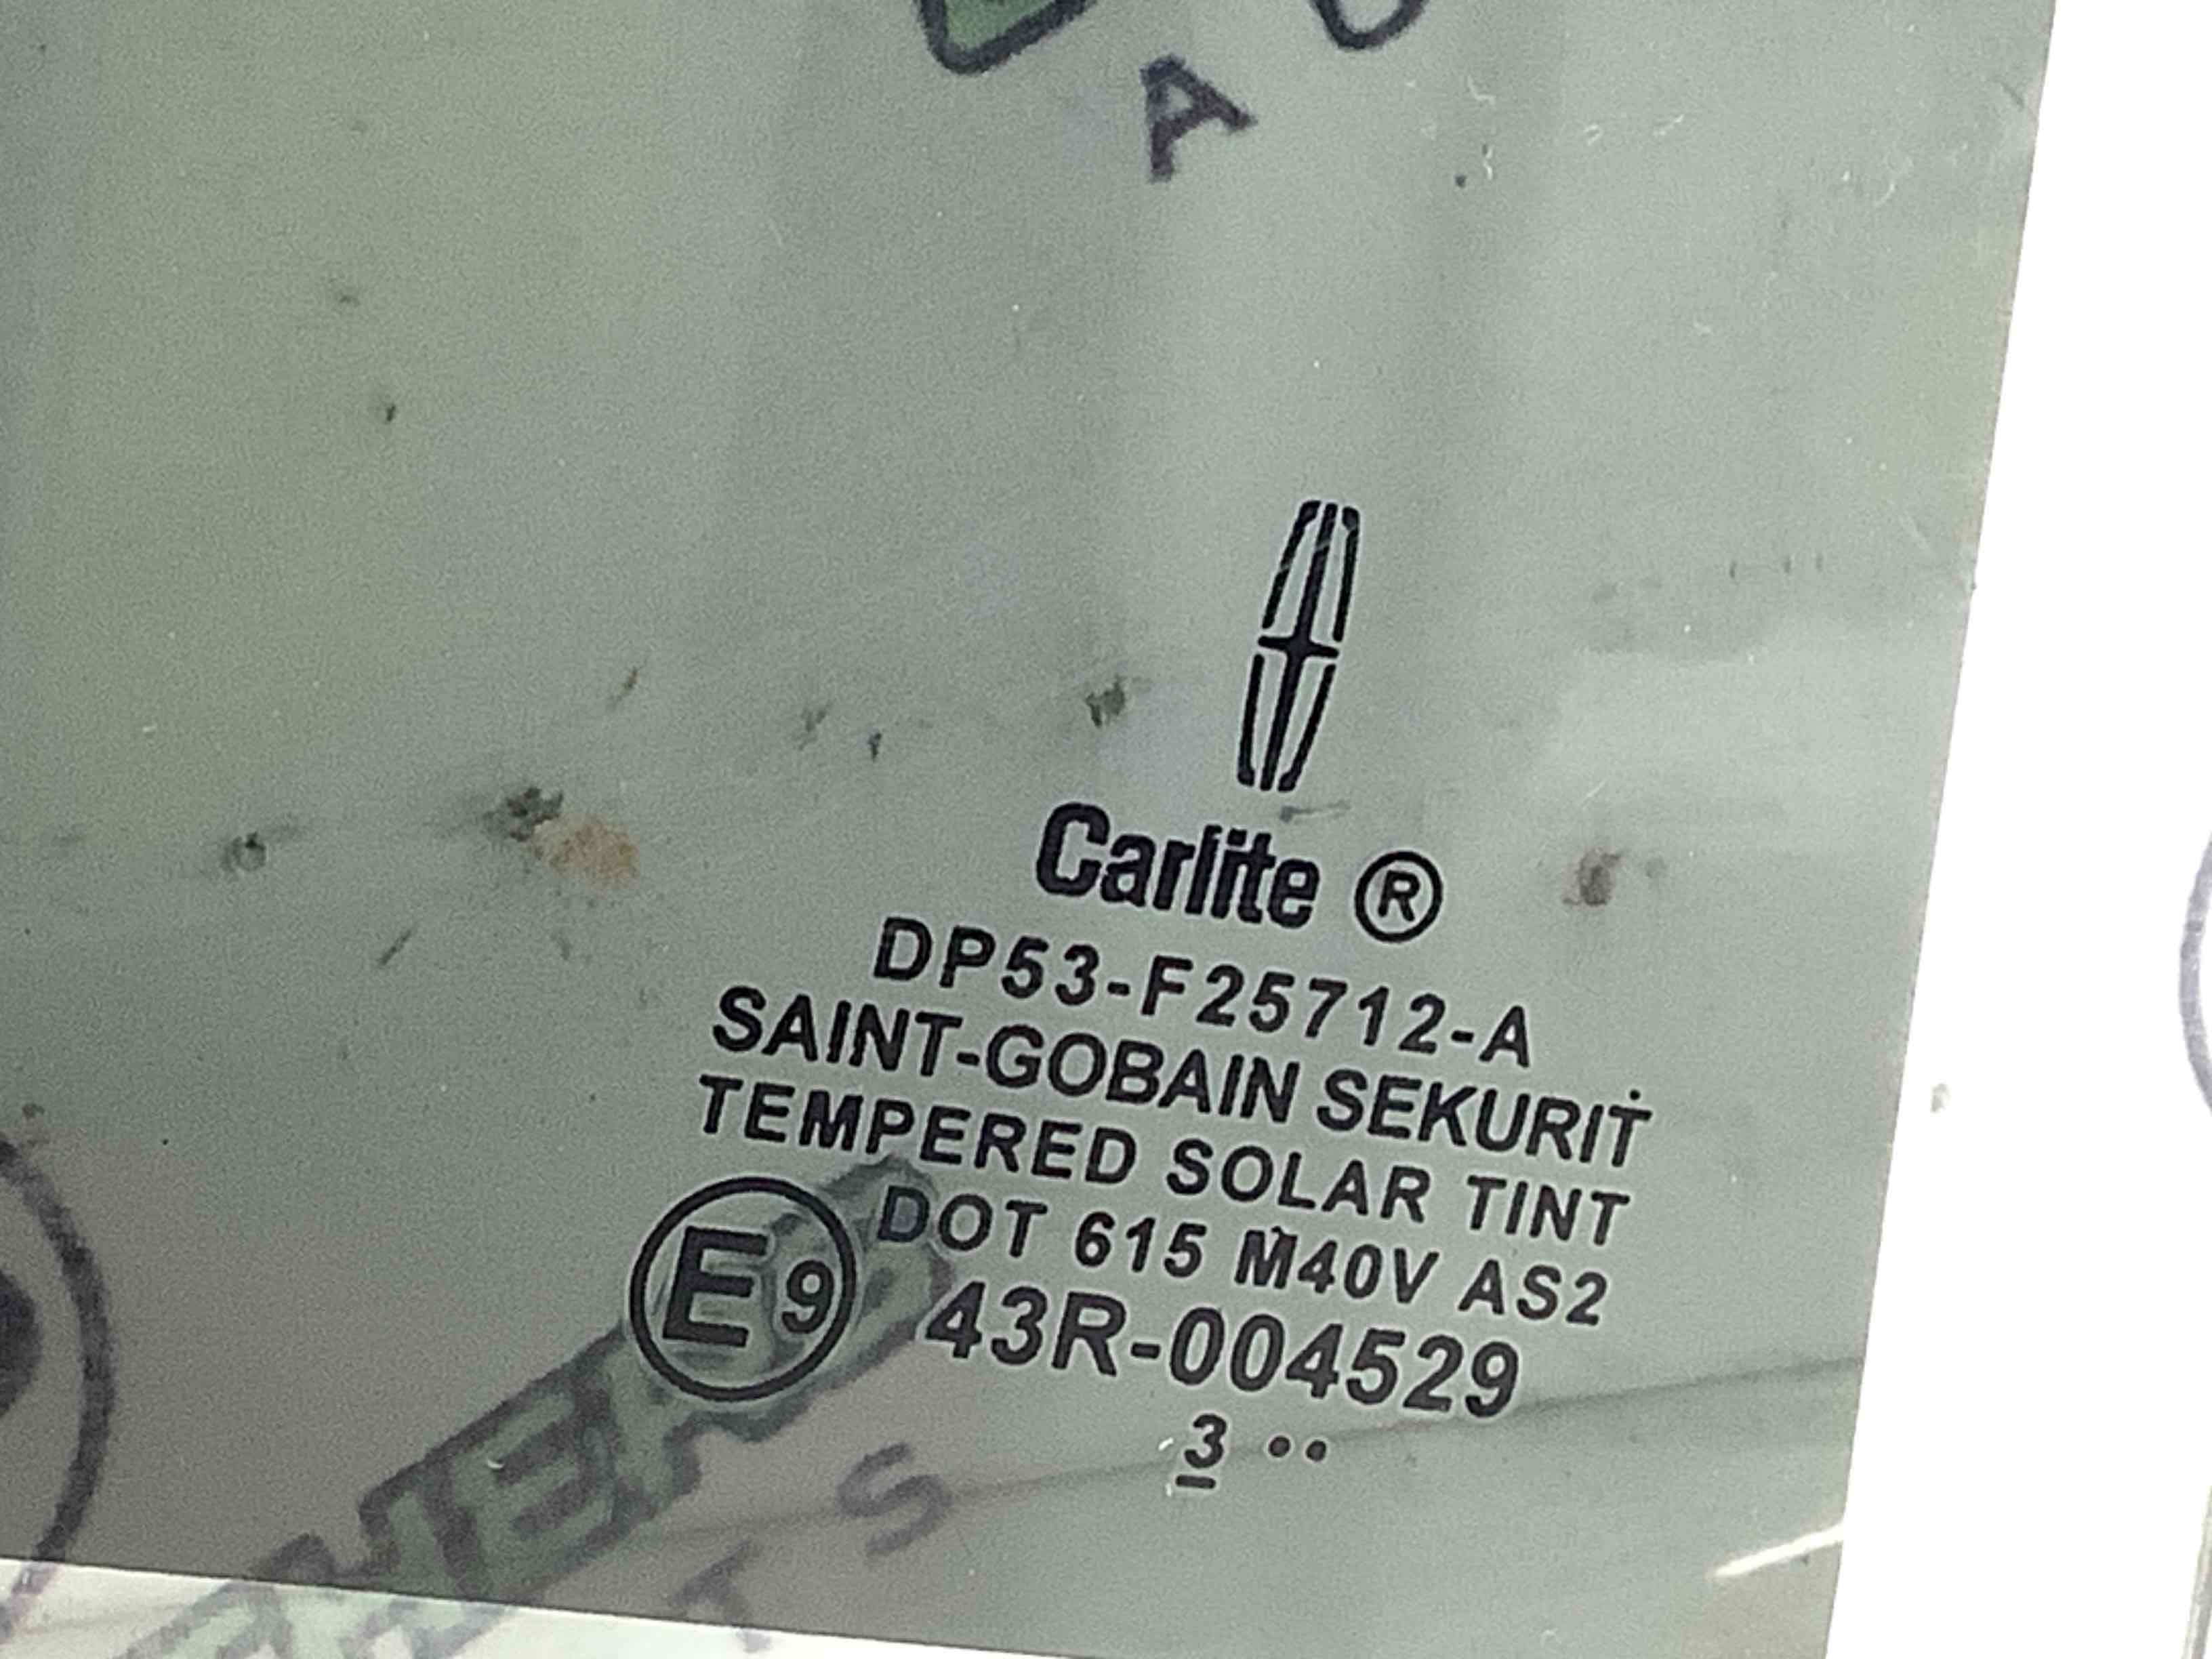 A
Carlite ®
DP53-F25712-A
SAINT-GOBAIN SEKURIT
TEMPERED SOLAR TINT
DOT 615 M40V AS2
E9 43R-004529
3 ••
T S